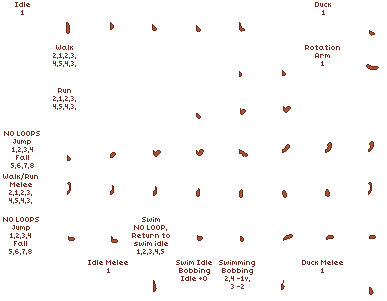 Idle
1
Duck
1
Walk
2,1,2,3,
4,5,4,3,
Rotation
Arm
1
Run
2,1,2,3,
4,5,4,3,
NO LOOPS
Jump
1,2,3,4
Fall
5,6,7,8
Walk/Run
Melee
2,1,2,3,
4,5,4,3,
NO LOOPS
Jump
1,2,3,4
Fall
5,6,7,8
Swim
NO LOOP,
Return to
swim idle
1,2,3,4,5
Idle Melee
1
Swim Idle
Bobbing
Idle +0
Swimming
Bobbing
2,4 -1v,
3 -2
Duck Melee
1